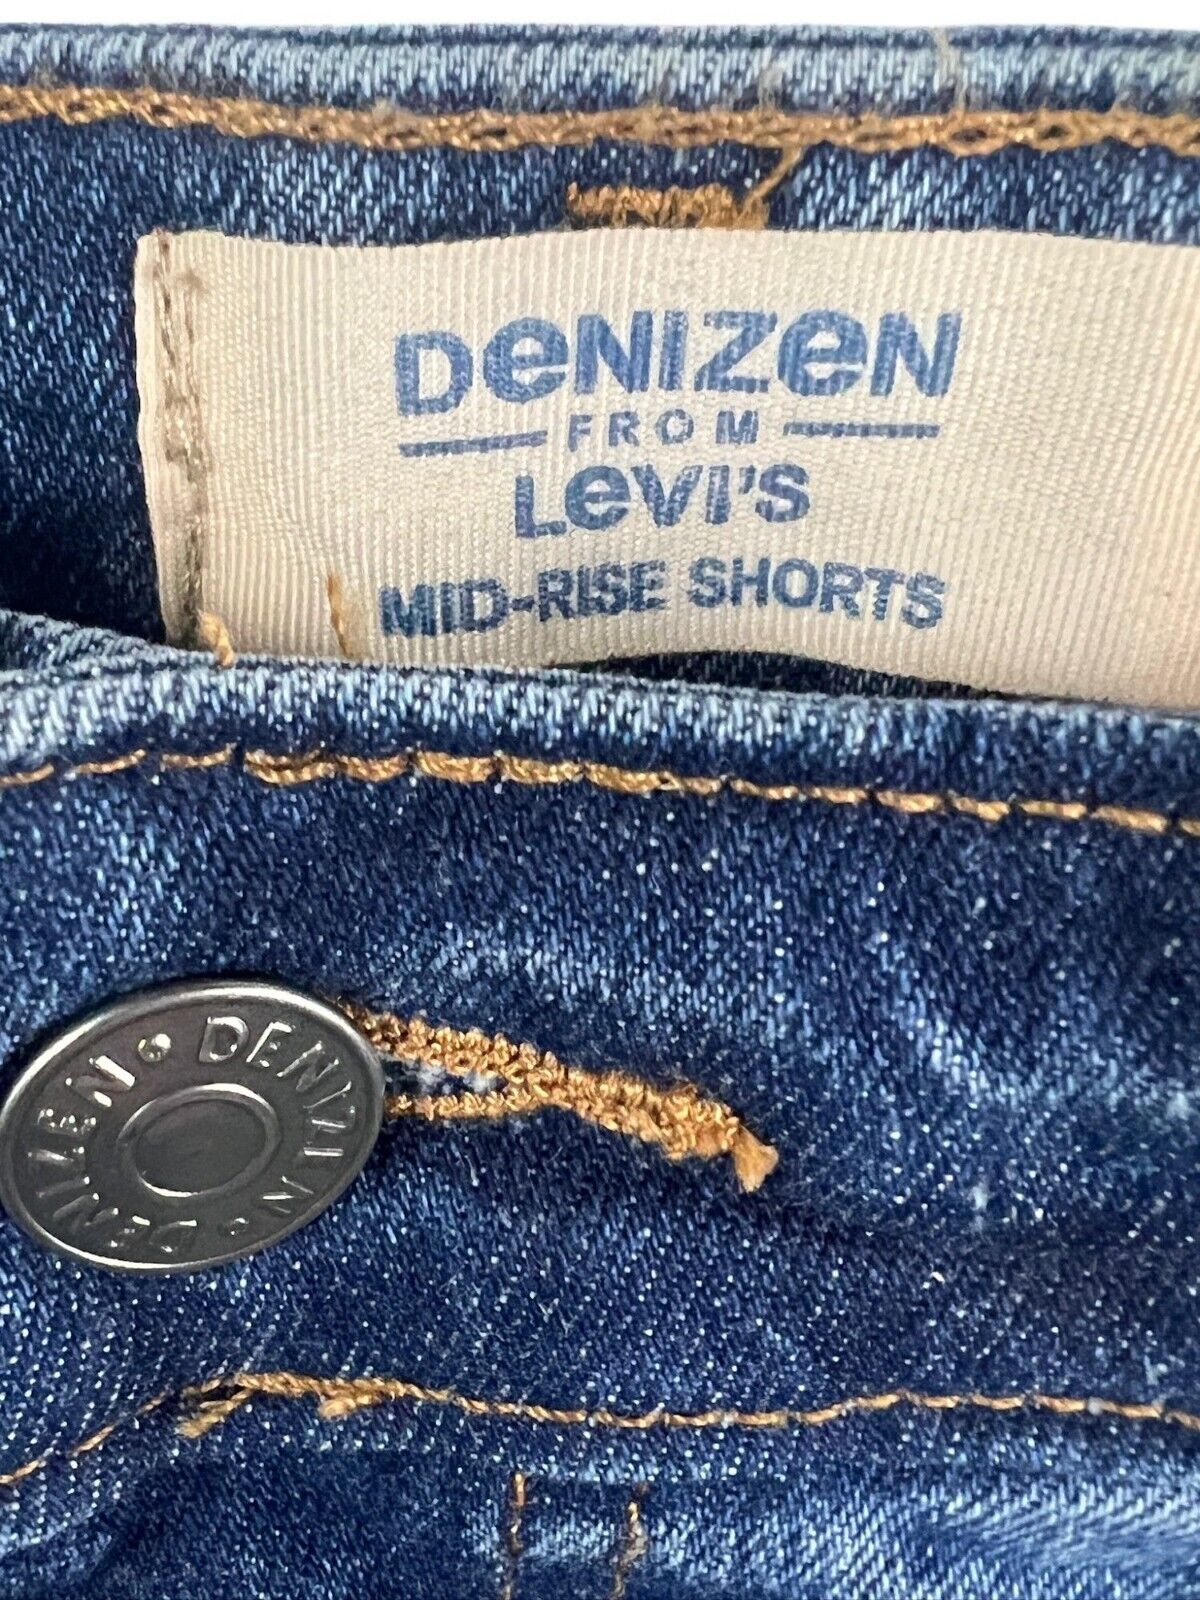 DeNIZeN
FROM
LeVI'S
MID-RISE SHORTS
DENIZEN • DENIZEN •